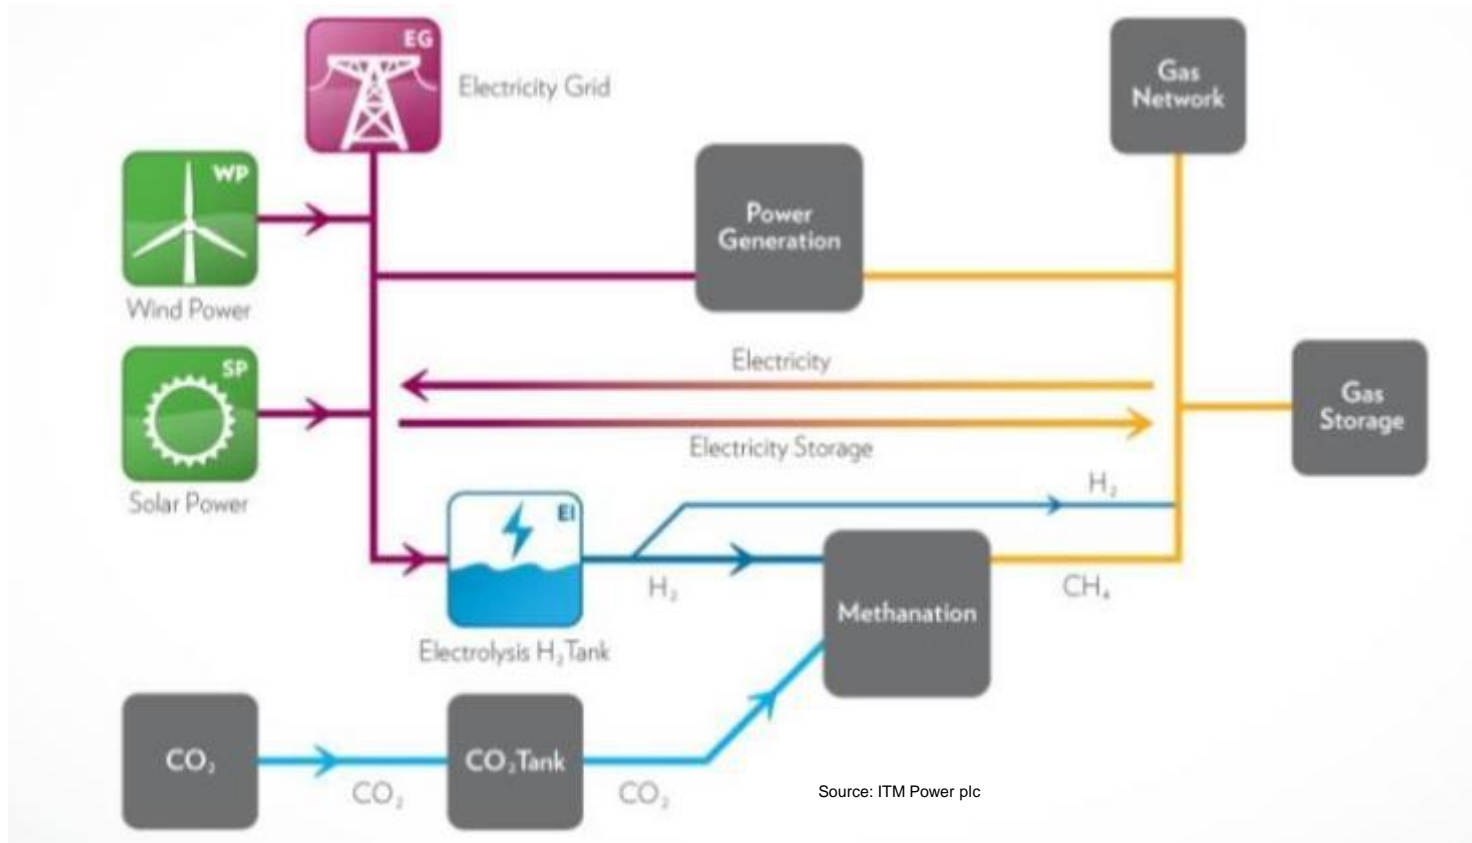 EG
Electricity Grid
Gas
Network
WP
Wind Power
Power
Generation
SP
Solar Power
Electricity
Electricity Storage
Gas
Storage
H₂
EI
H₂
Electrolysis H₂Tank
Methanation
CH₄
CO₂
CO₂
CO₂Tank
CO₂
Source: ITM Power plc